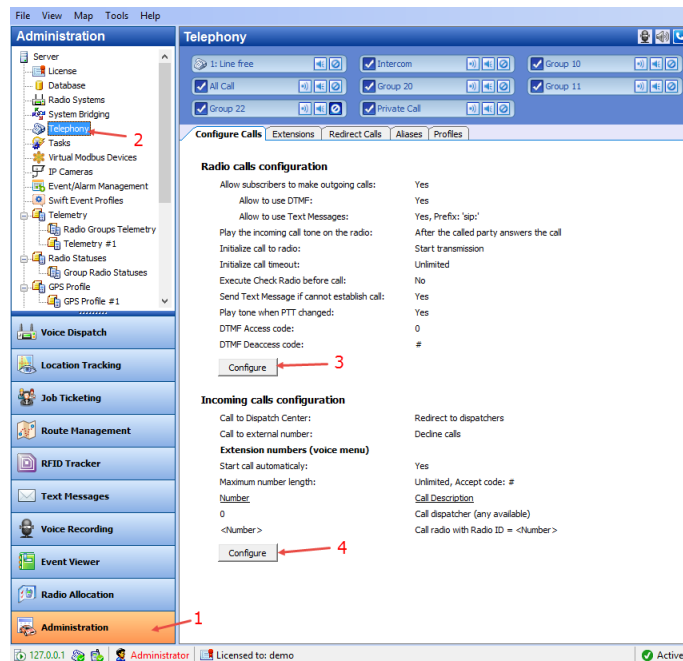 File View Map Tools Help
Administration
Server
License
Database
Radio Systems
System Bridging
Telephony
Tasks
Virtual Modbus Devices
IP Cameras
Event/Alarm Management
Swift Event Profiles
Telemetry
Radio Groups Telemetry
Telemetry #1
Radio Statuses
Group Radio Statuses
GPS Profile
GPS Profile #1
2
Voice Dispatch
Location Tracking
Job Ticketing
Route Management
RFID Tracker
Text Messages
Voice Recording
Event Viewer
Radio Allocation
Administration
1
Telephony
1: Line free Intercom Group 10
All Call Group 20 Group 11
Group 22 Private Call
Configure Calls Extensions Redirect Calls Aliases Profiles
Radio calls configuration
Allow subscribers to make outgoing calls: Yes
Allow to use DTMF: Yes
Allow to use Text Messages: Yes, Prefix: 'sip:'
Play the incoming call tone on the radio: After the called party answers the call
Initialize call to radio: Start transmission
Initialize call timeout: Unlimited
Execute Check Radio before call: No
Send Text Message if cannot establish call: Yes
Play tone when PTT changed: Yes
DTMF Access code: 0
DTMF Deaccess code: #
Configure 3
Incoming calls configuration
Call to Dispatch Center: Redirect to dispatchers
Call to external number: Decline calls
Extension numbers (voice menu)
Start call automaticaly: Yes
Maximum number length: Unlimited, Accept code: #
Number Call Description
0 Call dispatcher (any available)
<Number> Call radio with Radio ID = <Number>
Configure 4
127.0.0.1 Administrator Licensed to: demo Active